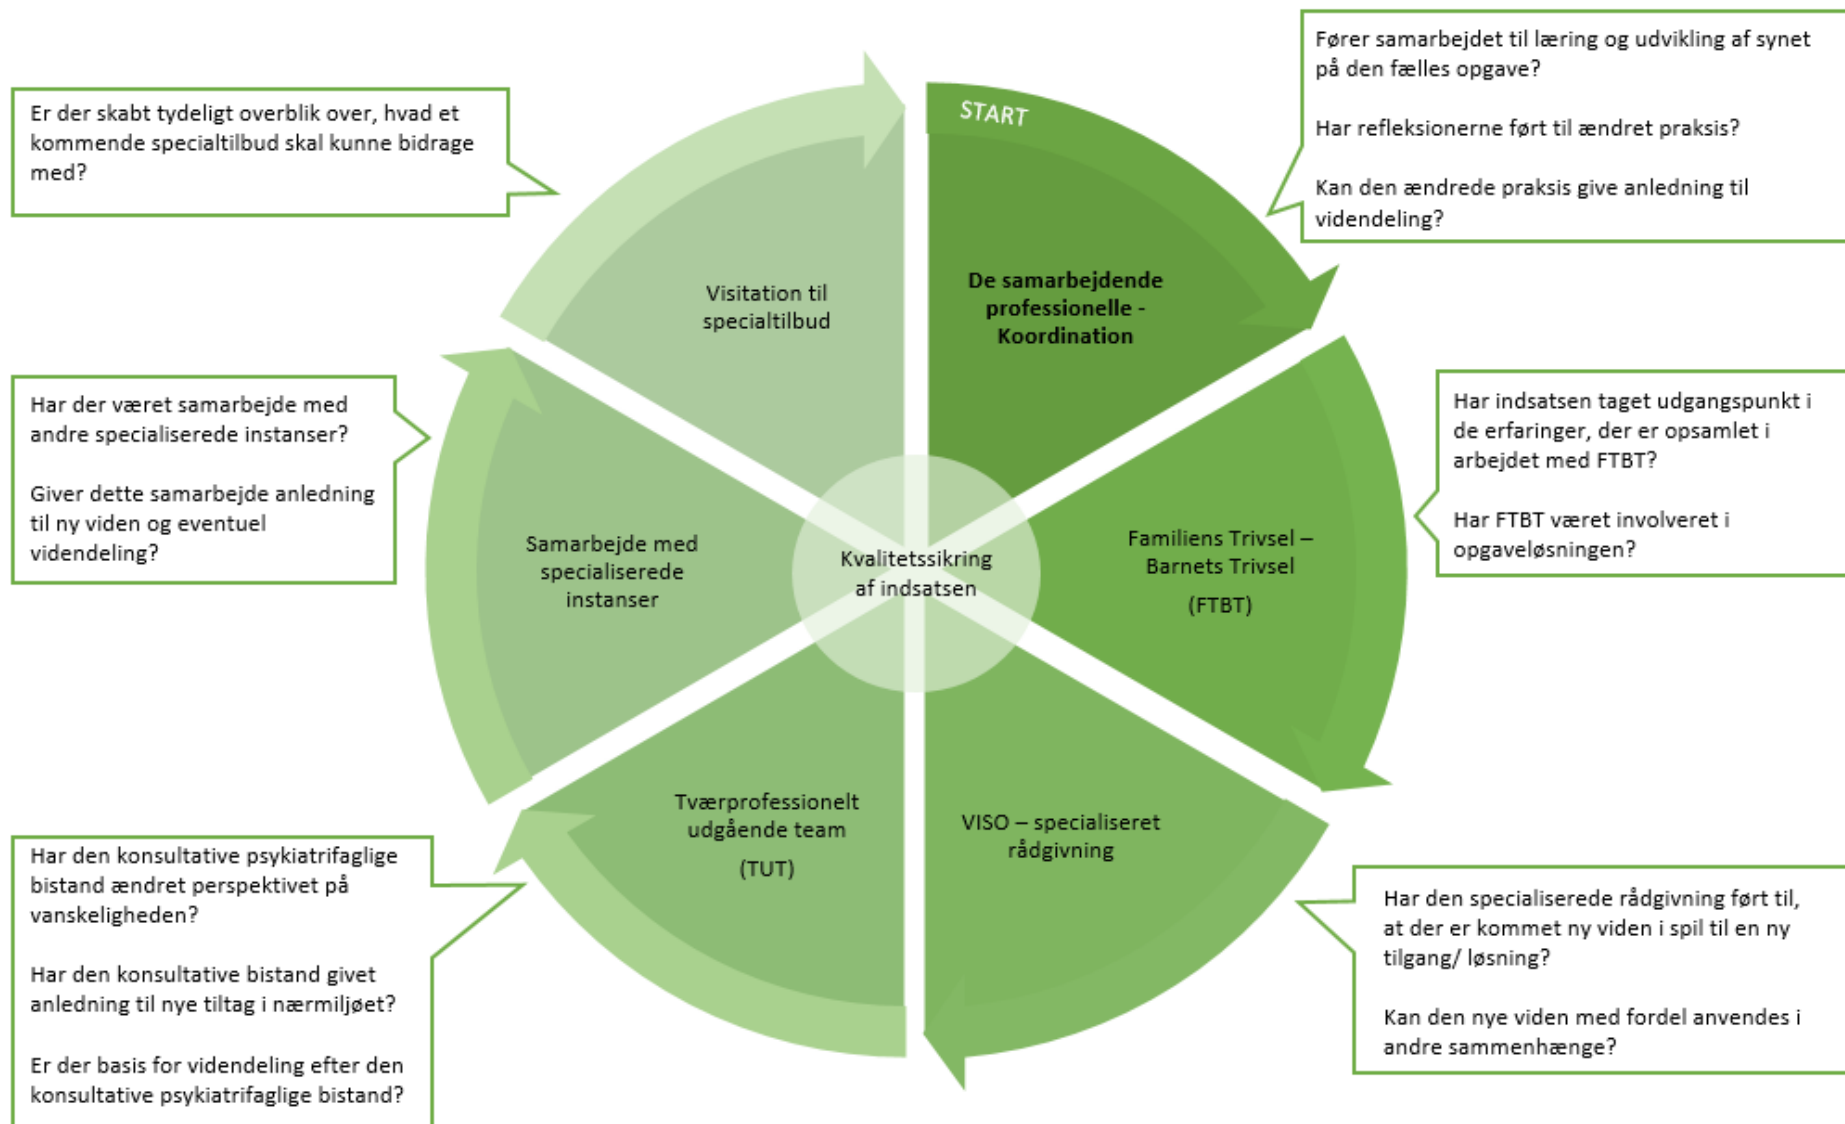 START
Fører samarbejdet til læring og udvikling af synet
på den fælles opgave?
Har refleksionerne ført til ændret praksis?
Kan den ændrede praksis give anledning til
videndeling?
De samarbejdende
professionelle -
Koordination
Har indsatsen taget udgangspunkt i
de erfaringer, der er opsamlet i
arbejdet med FTBT?
Har FTBT været involveret i
opgaveløsningen?
Familiens Trivsel –
Barnets Trivsel
(FTBT)
Har den specialiserede rådgivning ført til,
at der er kommet ny viden i spil til en ny
tilgang/ løsning?
Kan den nye viden med fordel anvendes i
andre sammenhænge?
VISO – specialiseret
rådgivning
Tværprofessionelt
udgående team
(TUT)
Har den konsultative psykiatrifaglige
bistand ændret perspektivet på
vanskeligheden?
Har den konsultative bistand givet
anledning til nye tiltag i nærmiljøet?
Er der basis for videndeling efter den
konsultative psykiatrifaglige bistand?
Samarbejde med
specialiserede
instanser
Har der været samarbejde med
andre specialiserede instanser?
Giver dette samarbejde anledning
til ny viden og eventuel
videndeling?
Visitation til
specialtilbud
Er der skabt tydeligt overblik over, hvad et
kommende specialtilbud skal kunne bidrage
med?
Kvalitetssikring
af indsatsen